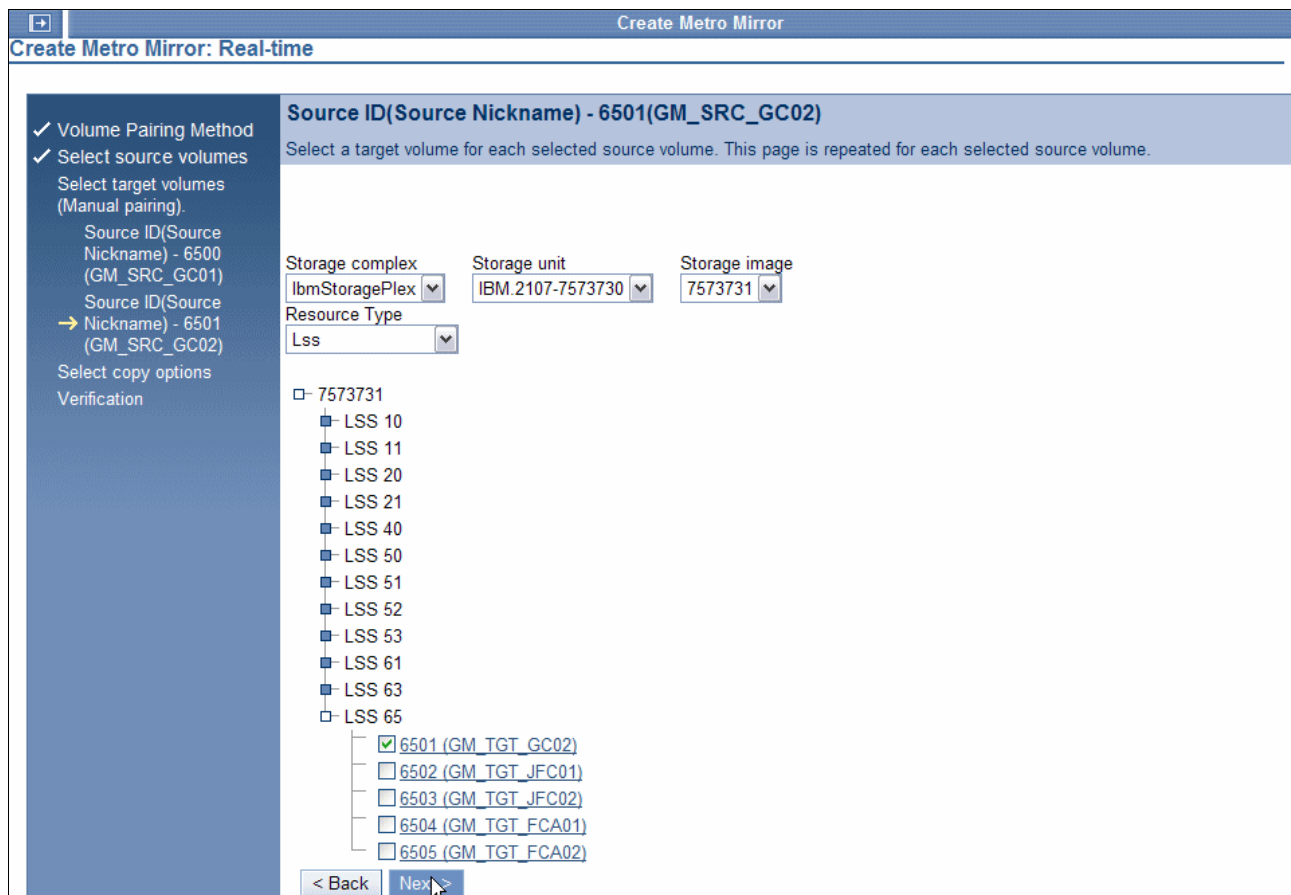 Create Metro Mirror
Create Metro Mirror: Real-time
Volume Pairing Method
Select source volumes
Select target volumes
(Manual pairing).
Source ID(Source
Nickname) - 6500
(GM_SRC_GC01)
Source ID(Source
Nickname) - 6501
(GM_SRC_GC02)
Select copy options
Verification
Source ID(Source Nickname) - 6501(GM_SRC_GC02)
Select a target volume for each selected source volume. This page is repeated for each selected source volume.
Storage complex Storage unit Storage image
IbmStoragePlex IBM.2107-7573730 7573731
Resource Type
Lss
7573731
LSS 10
LSS 11
LSS 20
LSS 21
LSS 40
LSS 50
LSS 51
LSS 52
LSS 53
LSS 61
LSS 63
LSS 65
6501 (GM_TGT_GC02)
6502 (GM_TGT_JFC01)
6503 (GM_TGT_JFC02)
6504 (GM_TGT_FCA01)
6505 (GM_TGT_FCA02)
< Back Next >